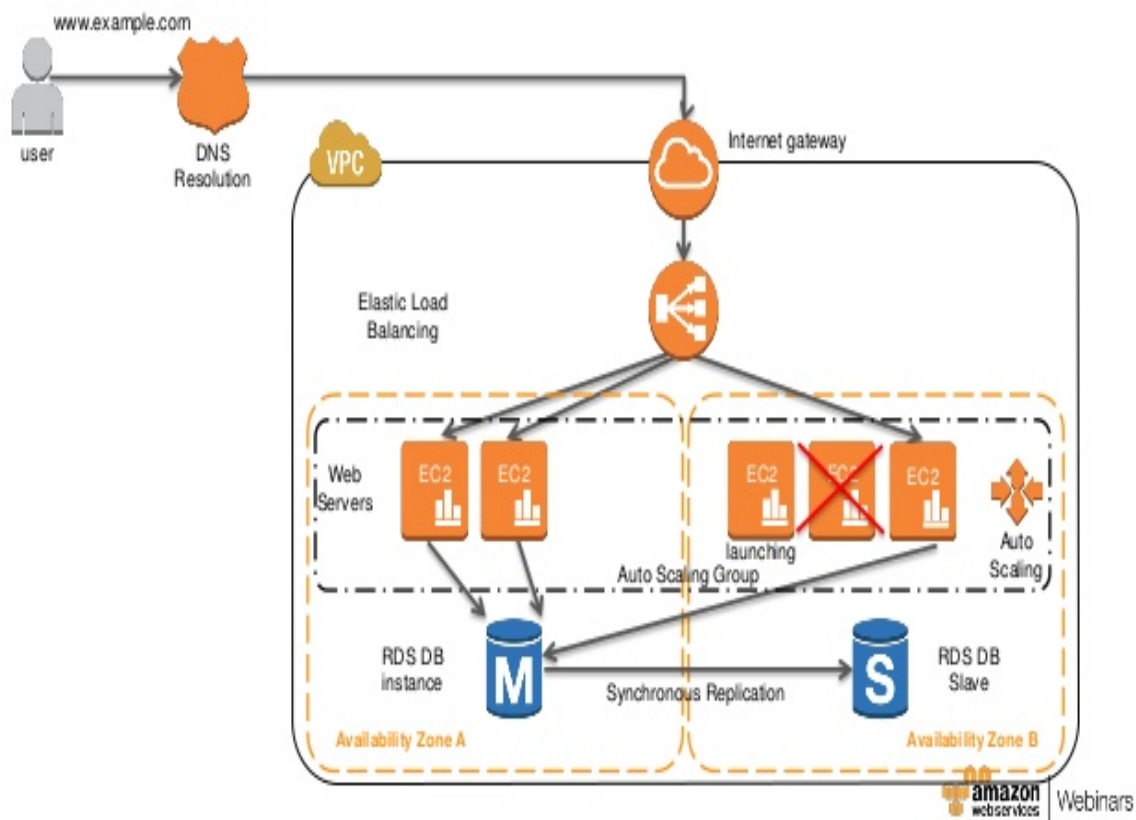 www.example.com
user
DNS
Resolution
Internet gateway
VPC
Elastic Load
Balancing
Web
Servers
EC2
EC2
EC2
EC2
EC2
launching
Auto
Scaling
Auto Scaling Group
RDS DB
instance
M
Synchronous Replication
S
RDS DB
Slave
Availability Zone A
Availability Zone B
amazon
webservices
Webinars